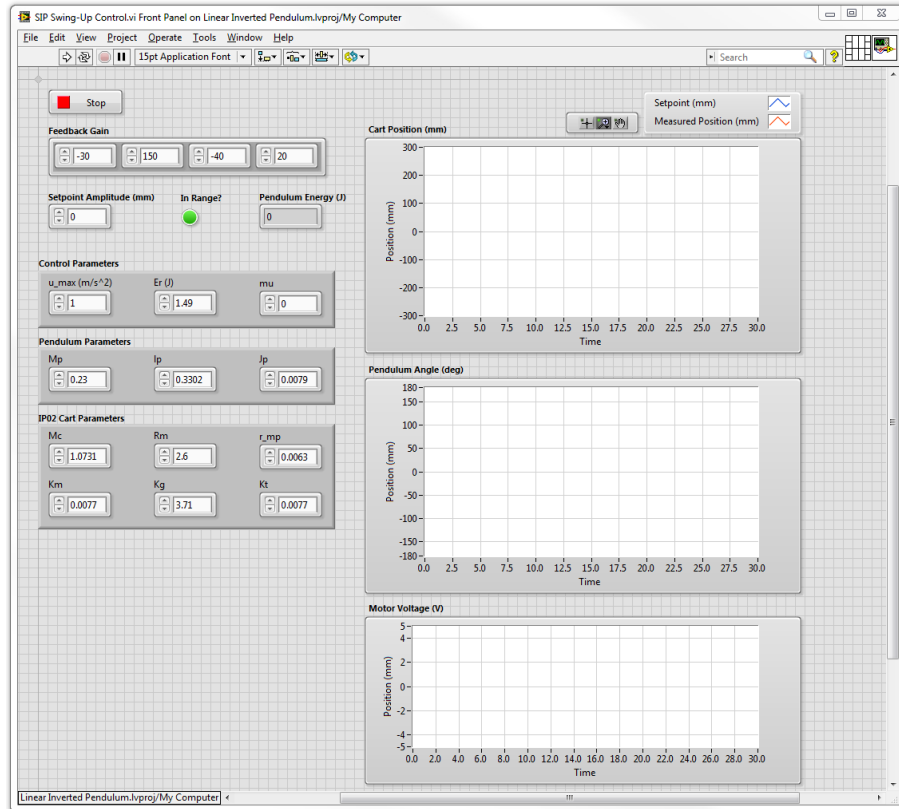 SIP Swing-Up Control.vi Front Panel on Linear Inverted Pendulum.lvproj/My Computer
File Edit View Project Operate Tools Window Help
15pt Application Font
Search
Stop
Feedback Gain
-30 150 -40 20
Setpoint Amplitude (mm) In Range? Pendulum Energy (J)
0 0
Control Parameters
u_max (m/s^2) Er (J) mu
1 1.49 0
Pendulum Parameters
Mp lp Jp
0.23 0.3302 0.0079
IP02 Cart Parameters
Mc Rm r_mp
1.0731 2.6 0.0063
Km Kg Kt
0.0077 3.71 0.0077
Setpoint (mm)
Measured Position (mm)
Cart Position (mm)
Position (mm)
300
200
100
0
-100
-200
-300
0.0 2.5 5.0 7.5 10.0 12.5 15.0 17.5 20.0 22.5 25.0 27.5 30.0
Time
Pendulum Angle (deg)
Position (mm)
180
150
100
50
0
-50
-100
-150
-180
0.0 2.5 5.0 7.5 10.0 12.5 15.0 17.5 20.0 22.5 25.0 27.5 30.0
Time
Motor Voltage (V)
Position (mm)
5
4
2
0
-2
-4
-5
0.0 2.0 4.0 6.0 8.0 10.0 12.0 14.0 16.0 18.0 20.0 22.0 24.0 26.0 28.0 30.0
Time
Linear Inverted Pendulum.lvproj/My Computer